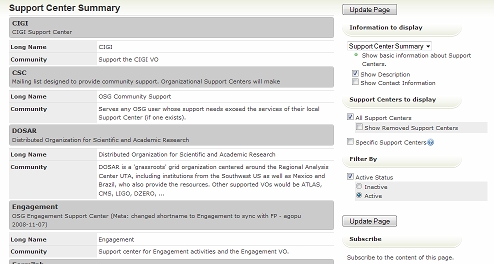 Support Center Summary
CIGI
CIGI Support Center
Long Name CIGI
Community Support the CIGI VO
CSC
Mailing list designed to provide community support. Organizational Support Centers will make
Long Name OSG Community Support
Community Serves any OSG user whose support needs exceed the services of their local
Support Center (if one exists).
DOSAR
Distributed Organization for Scientific and Academic Research
Long Name Distributed Organization for Scientific and Academic Research
Community DOSAR is a 'grassroots' grid organization centered around the Regional Analysis
Center UTA, including institutions from the Southwest US as well as Mexico and
Brazil, who also provide the resources. Other supported VOs would be ATLAS,
CMS, LIGO, DZERO, ...
Engagement
OSG Engagement Support Center (Meta: changed shortname to Engagement to sync with FP - agopu
2008-11-07)
Long Name Engagement
Community Support center for Engagement activities and the Engagement VO.
Update Page
Information to display
Support Center Summary
Show basic information about Support
Centers.
Show Description
Show Contact Information
Support Centers to display
All Support Centers
Show Removed Support Centers
Specific Support Centers
Filter By
Active Status
Inactive
Active
Update Page
Subscribe
Subscribe to the content of this page.